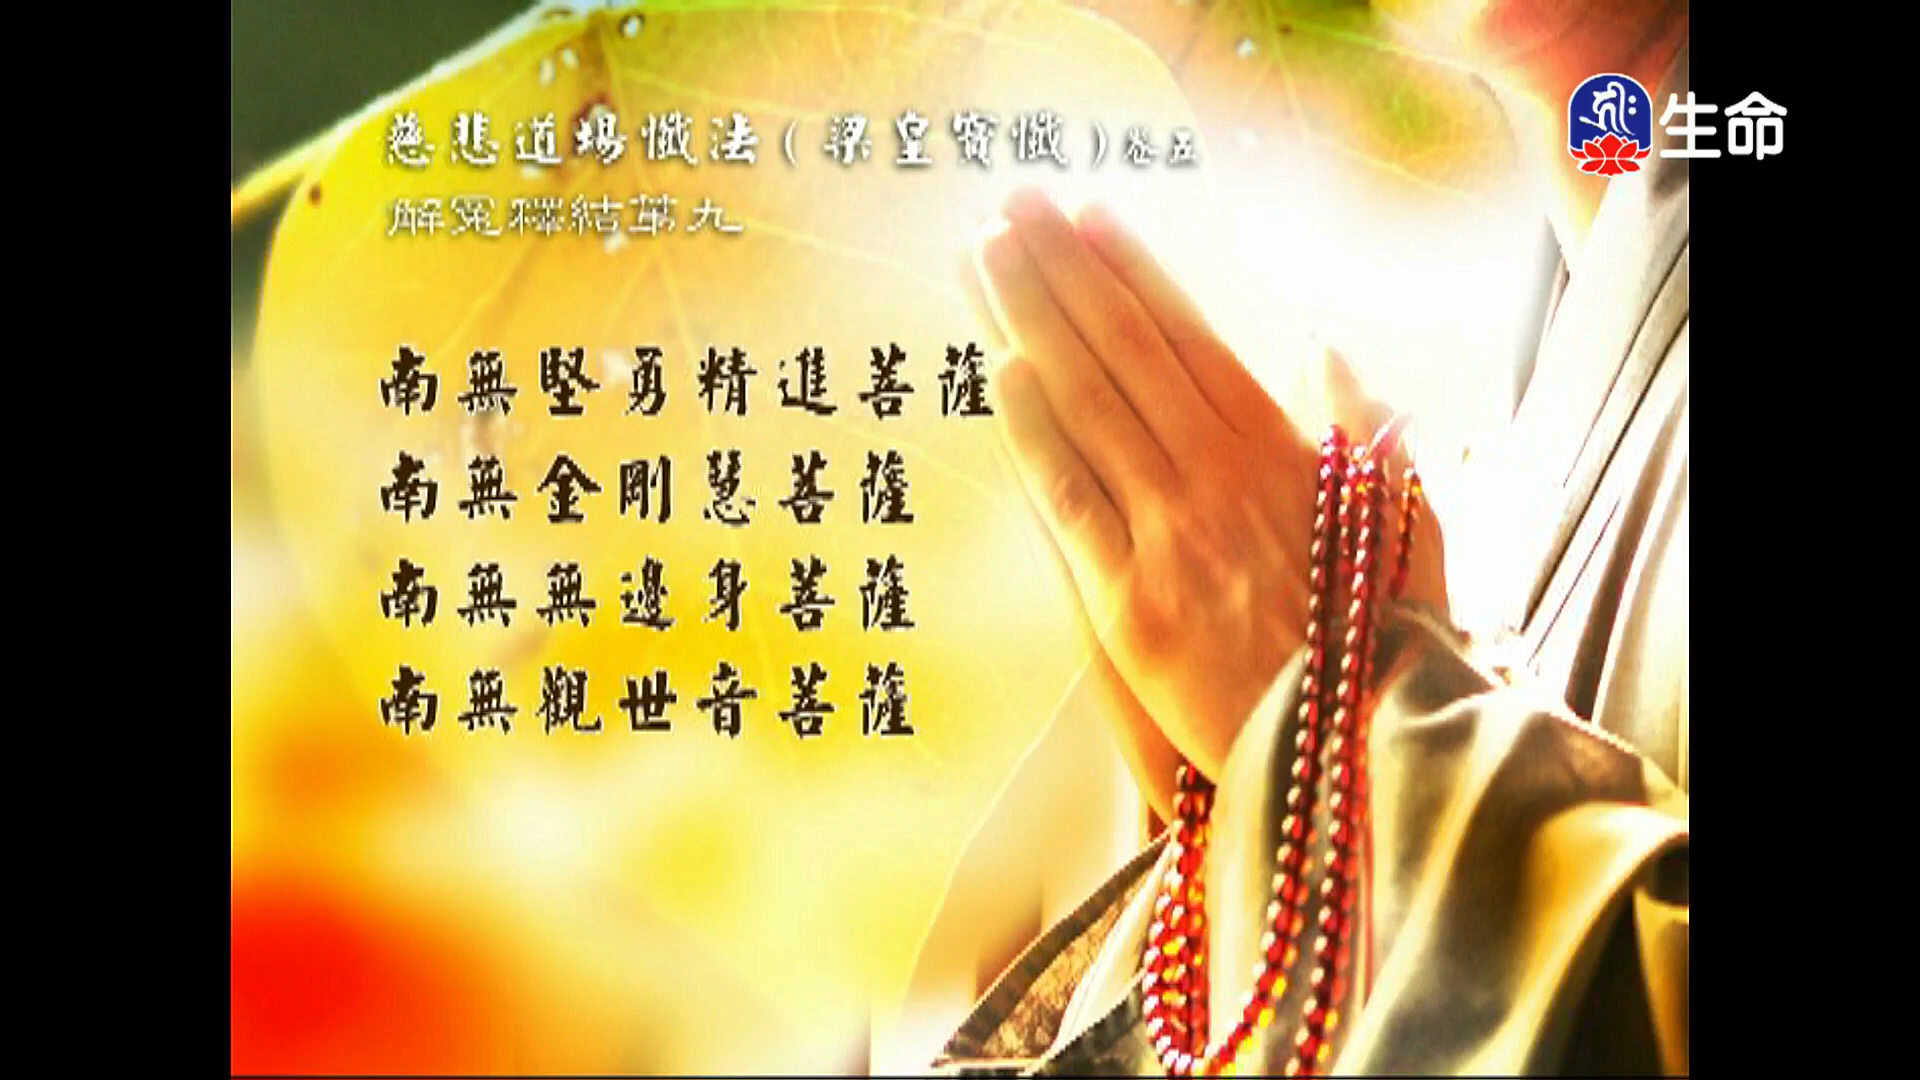 慈悲道場懺法(梁皇寶懺)卷五
解冤釋結第九
生命
南無堅勇精進菩薩
南無金剛慧菩薩
南無無邊身菩薩
南無觀世音菩薩